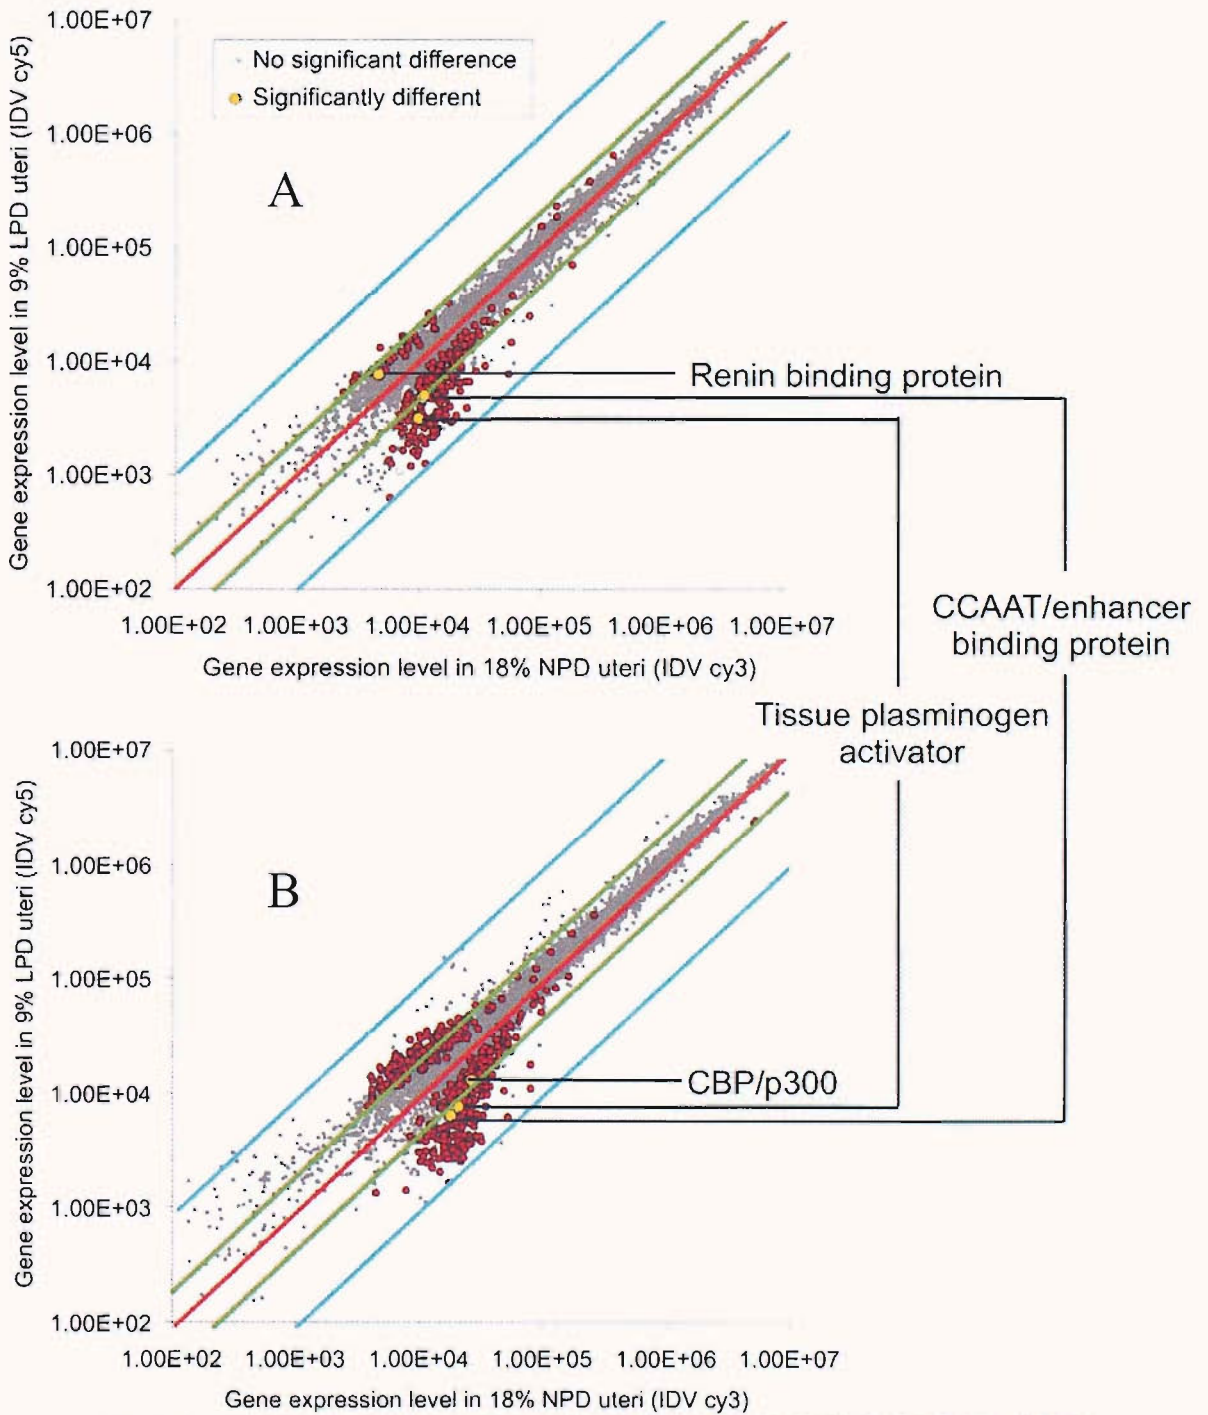 1.00E+07
1.00E+06
1.00E+05
1.00E+04
1.00E+03
1.00E+02
Gene expression level in 9% LPD uteri (IDV cy5)
No significant difference
Significantly different
A
1.00E+02 1.00E+03 1.00E+04 1.00E+05 1.00E+06 1.00E+07
Gene expression level in 18% NPD uteri (IDV cy3)
Renin binding protein
CCAAT/enhancer
binding protein
Tissue plasminogen
activator
1.00E+07
1.00E+06
1.00E+05
1.00E+04
1.00E+03
1.00E+02
Gene expression level in 9% LPD uteri (IDV cy5)
B
CBP/p300
1.00E+02 1.00E+03 1.00E+04 1.00E+05 1.00E+06 1.00E+07
Gene expression level in 18% NPD uteri (IDV cy3)